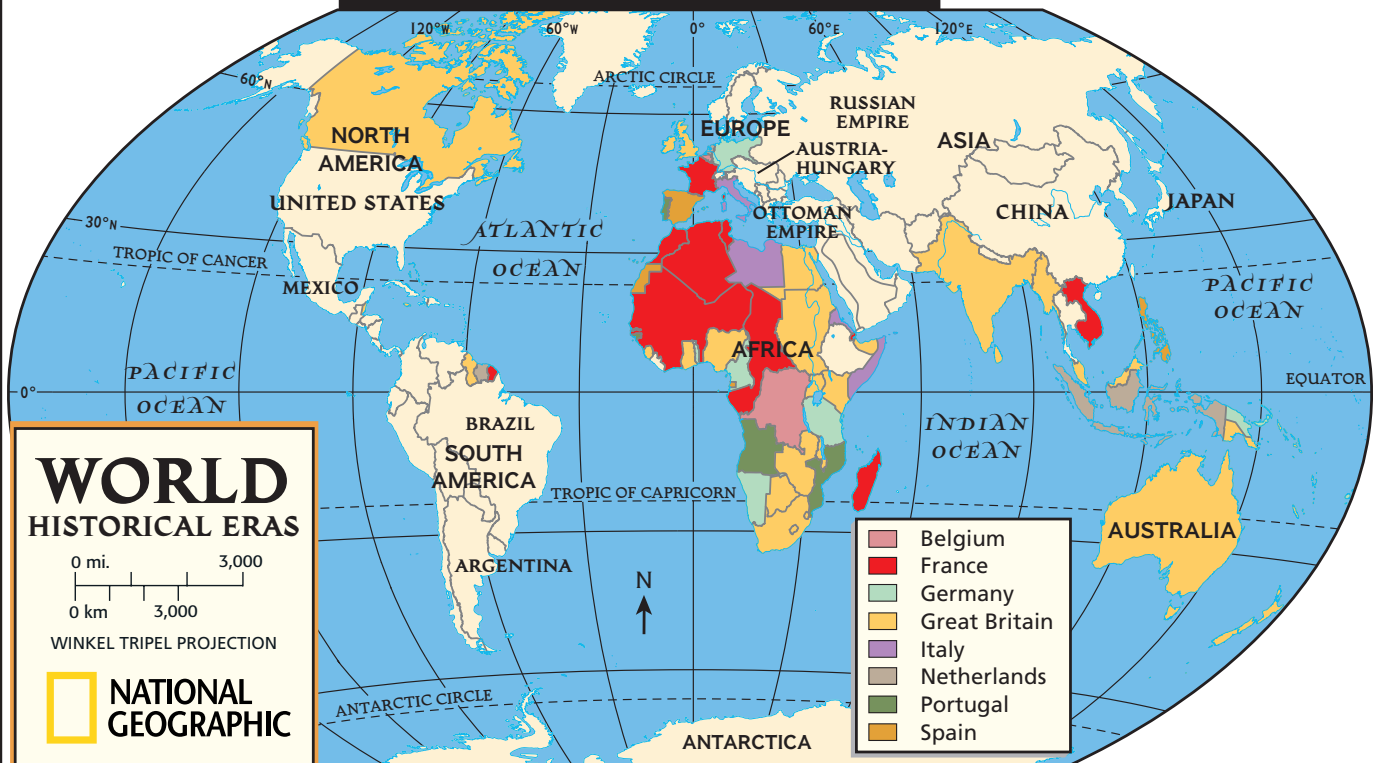 120°W
60°W
0°
60°E
120°E
60°N
ARCTIC CIRCLE
RUSSIAN
EMPIRE
EUROPE
NORTH
AMERICA
ASIA
AUSTRIA-
HUNGARY
UNITED STATES
JAPAN
CHINA
OTTOMAN
EMPIRE
30°N
ATLANTIC
OCEAN
TROPIC OF CANCER
MEXICO
PACIFIC
OCEAN
AFRICA
PACIFIC
OCEAN
EQUATOR
0°
BRAZIL
INDIAN
OCEAN
SOUTH
AMERICA
TROPIC OF CAPRICORN
AUSTRALIA
ARGENTINA
N
ANTARCTIC CIRCLE
ANTARCTICA
WORLD
HISTORICAL ERAS
0 mi.
3,000
0 km
3,000
WINKEL TRIPEL PROJECTION
NATIONAL
GEOGRAPHIC
Belgium
France
Germany
Great Britain
Italy
Netherlands
Portugal
Spain